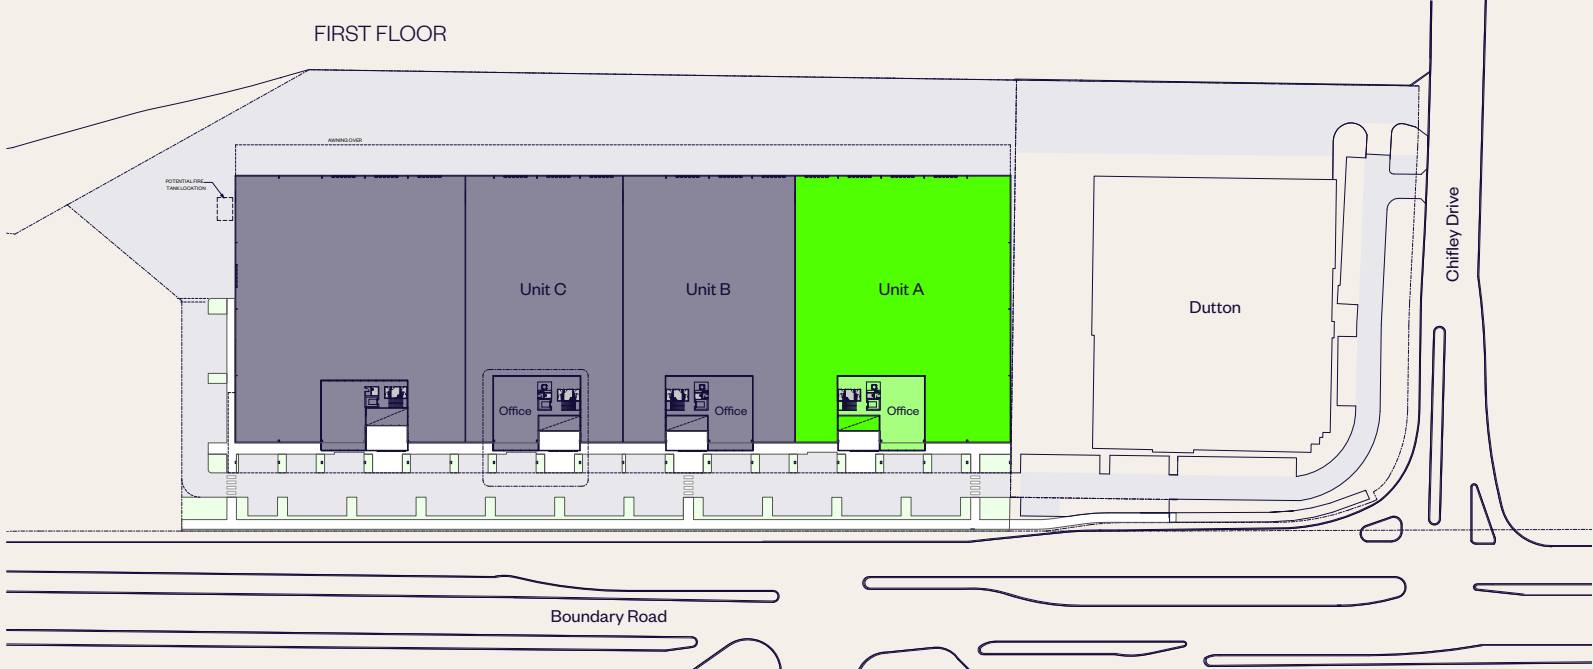 FIRST FLOOR
AWNING OVER
POTENTIAL FIRE
TANK LOCATION
Unit C
Unit B
Unit A
Dutton
Chifley Drive
Office
Office
Office
Boundary Road